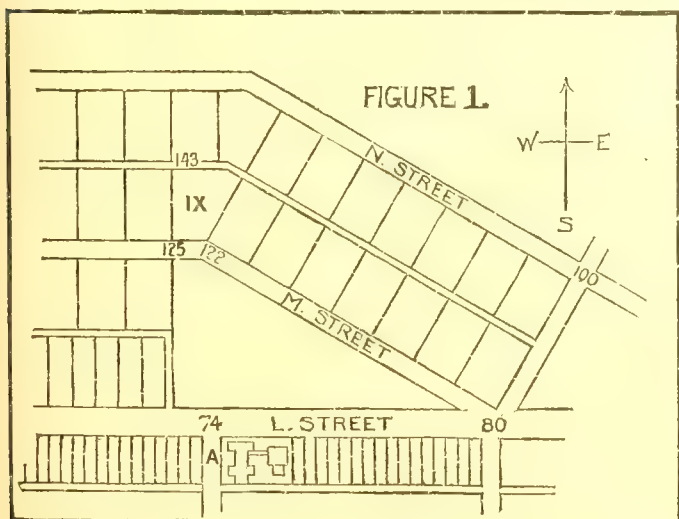 FIGURE 1.
N. STREET
W E
S
143
IX
125 122
100
M. STREET
74 L. STREET 80
A